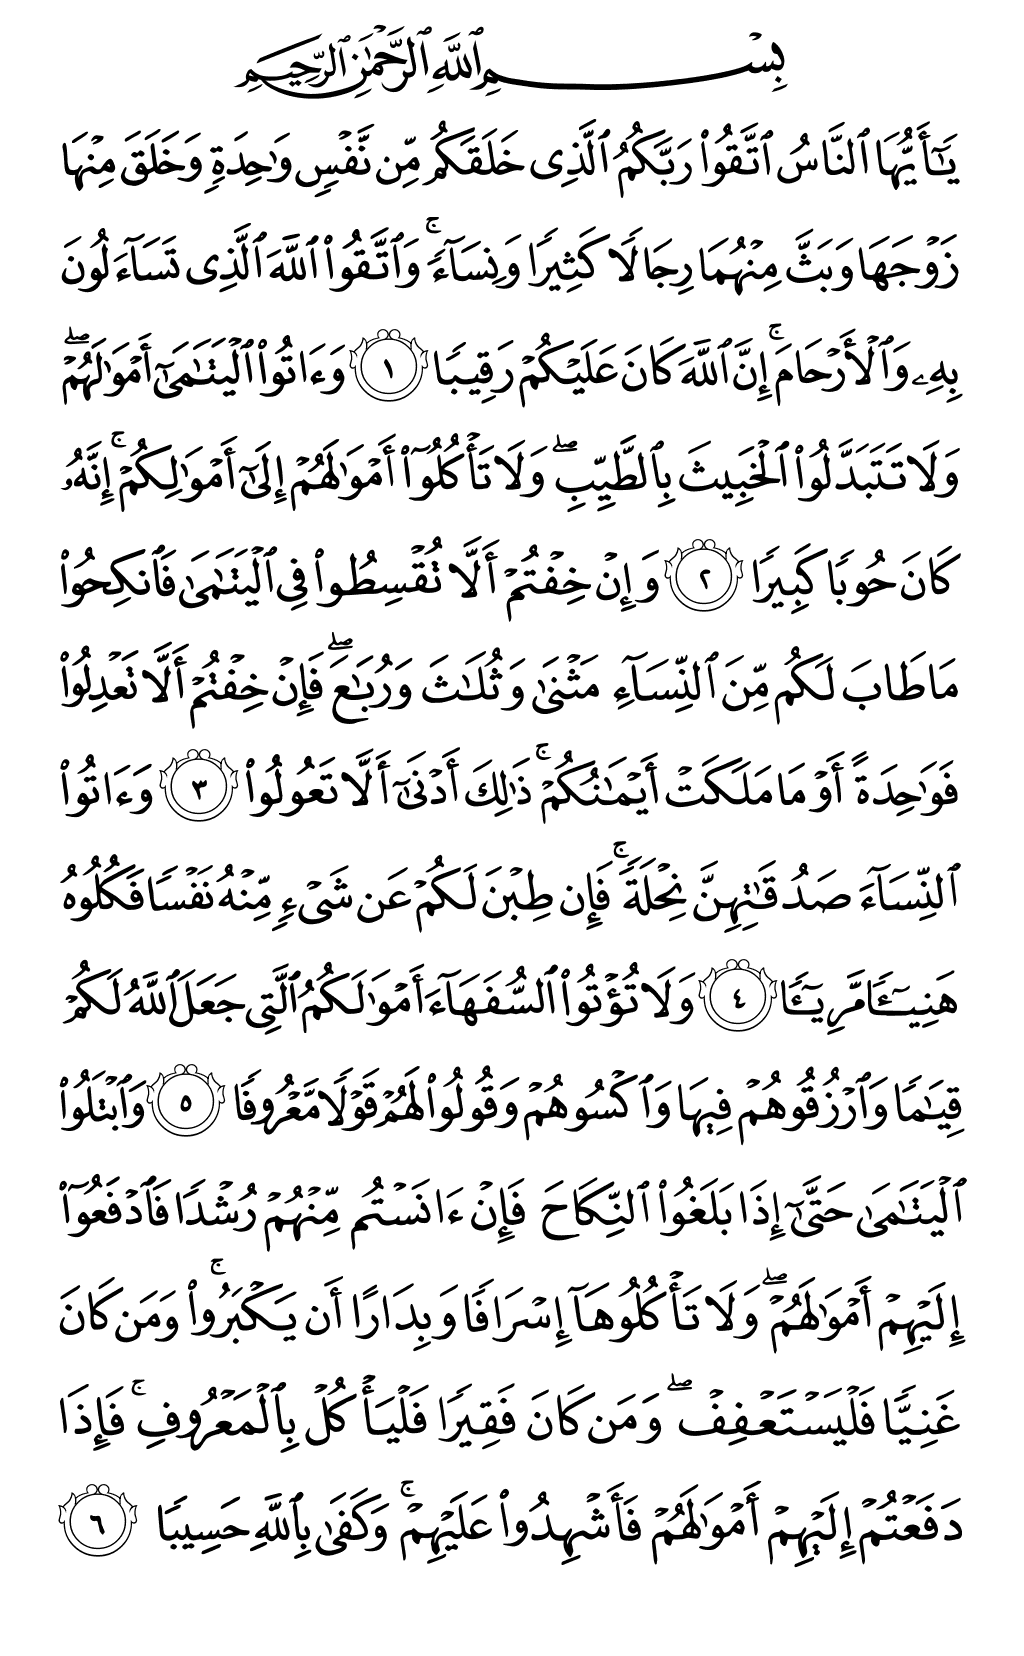 بِسْمِ ٱللَّهِ ٱلرَّحْمَٰنِ ٱلرَّحِيمِ
يَٰٓأَيُّهَا ٱلنَّاسُ ٱتَّقُوا۟ رَبَّكُمُ ٱلَّذِى خَلَقَكُم مِّن نَّفْسٍ وَٰحِدَةٍ وَخَلَقَ مِنْهَا
زَوْجَهَا وَبَثَّ مِنْهُمَا رِجَالًا كَثِيرًا وَنِسَآءً ۚ وَٱتَّقُوا۟ ٱللَّهَ ٱلَّذِى تَسَآءَلُونَ
بِهِۦ وَٱلْأَرْحَامَ ۚ إِنَّ ٱللَّهَ كَانَ عَلَيْكُمْ رَقِيبًا ١ وَءَاتُوا۟ ٱلْيَتَٰمَىٰٓ أَمْوَٰلَهُمْ ۖ
وَلَا تَتَبَدَّلُوا۟ ٱلْخَبِيثَ بِٱلطَّيِّبِ ۖ وَلَا تَأْكُلُوٓا۟ أَمْوَٰلَهُمْ إِلَىٰٓ أَمْوَٰلِكُمْ ۚ إِنَّهُۥ
كَانَ حُوبًا كَبِيرًا ٢ وَإِنْ خِفْتُمْ أَلَّا تُقْسِطُوا۟ فِى ٱلْيَتَٰمَىٰ فَٱنكِحُوا۟
مَا طَابَ لَكُم مِّنَ ٱلنِّسَآءِ مَثْنَىٰ وَثُلَٰثَ وَرُبَٰعَ ۖ فَإِنْ خِفْتُمْ أَلَّا تَعْدِلُوا۟
فَوَٰحِدَةً أَوْ مَا مَلَكَتْ أَيْمَٰنُكُمْ ۚ ذَٰلِكَ أَدْنَىٰٓ أَلَّا تَعُولُوا۟ ٣ وَءَاتُوا۟
ٱلنِّسَآءَ صَدُقَٰتِهِنَّ نِحْلَةً ۚ فَإِن طِبْنَ لَكُمْ عَن شَىْءٍ مِّنْهُ نَفْسًا فَكُلُوهُ
هَنِيٓـًٔا مَّرِيٓـًٔا ٤ وَلَا تُؤْتُوا۟ ٱلسُّفَهَآءَ أَمْوَٰلَكُمُ ٱلَّتِى جَعَلَ ٱللَّهُ لَكُمْ
قِيَٰمًا وَٱرْزُقُوهُمْ فِيهَا وَٱكْسُوهُمْ وَقُولُوا۟ لَهُمْ قَوْلًا مَّعْرُوفًا ٥ وَٱبْتَلُوا۟
ٱلْيَتَٰمَىٰ حَتَّىٰٓ إِذَا بَلَغُوا۟ ٱلنِّكَاحَ فَإِنْ ءَانَسْتُم مِّنْهُمْ رُشْدًا فَٱدْفَعُوٓا۟
إِلَيْهِمْ أَمْوَٰلَهُمْ ۖ وَلَا تَأْكُلُوهَآ إِسْرَافًا وَبِدَارًا أَن يَكْبَرُوا۟ ۚ وَمَن كَانَ
غَنِيًّا فَلْيَسْتَعْفِفْ ۖ وَمَن كَانَ فَقِيرًا فَلْيَأْكُلْ بِٱلْمَعْرُوفِ ۚ فَإِذَا
دَفَعْتُمْ إِلَيْهِمْ أَمْوَٰلَهُمْ فَأَشْهِدُوا۟ عَلَيْهِمْ ۚ وَكَفَىٰ بِٱللَّهِ حَسِيبًا ٦